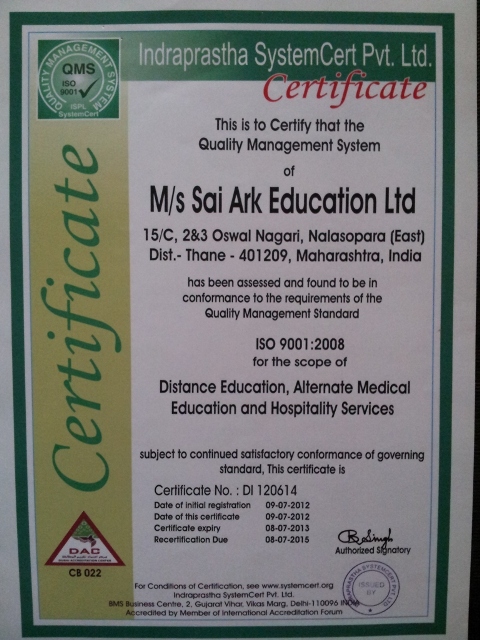 Indraprastha SystemCert Pvt. Ltd.
QUALITY MANAGEMENT SYSTEM
QMS
ISO
9001
ISPL
SystemCert
Certificate
Certificate
This is to Certify that the
Quality Management System
of
M/s Sai Ark Education Ltd
15/C, 2&3 Oswal Nagari, Nalasopara (East)
Dist.- Thane - 401209, Maharashtra, India
has been assessed and found to be in
conformance to the requirements of the
Quality Management Standard
ISO 9001:2008
for the scope of
Distance Education, Alternate Medical
Education and Hospitality Services
subject to continued satisfactory conformance of governing
standard, This certificate is
Certificate No. : DI 120614
Date of initial registration 09-07-2012
Date of this certificate 09-07-2012
Certificate expiry 08-07-2013
Recertification Due 08-07-2015
B.Singh
Authorized Signatory
DAC
CB 022
ISSUED
BY
For Conditions of Certification, see www.systemcert.org
Indraprastha SystemCert Pvt. Ltd.
BMS Business Centre, 2, Gujarat Vihar, Vikas Marg, Delhi-110096 INDIA
Accredited by Member of International Accreditation Forum